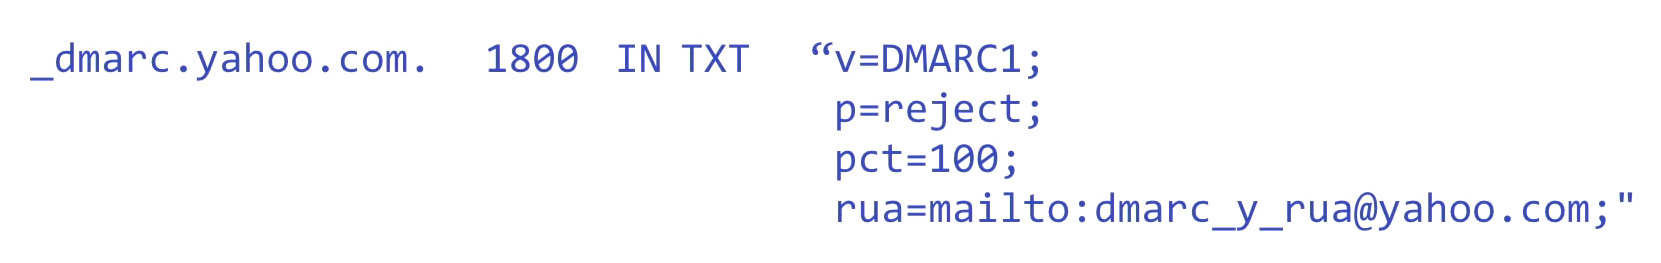 _dmarc.yahoo.com. 1800 IN TXT “v=DMARC1;
p=reject;
pct=100;
rua=mailto:dmarc_y_rua@yahoo.com;"